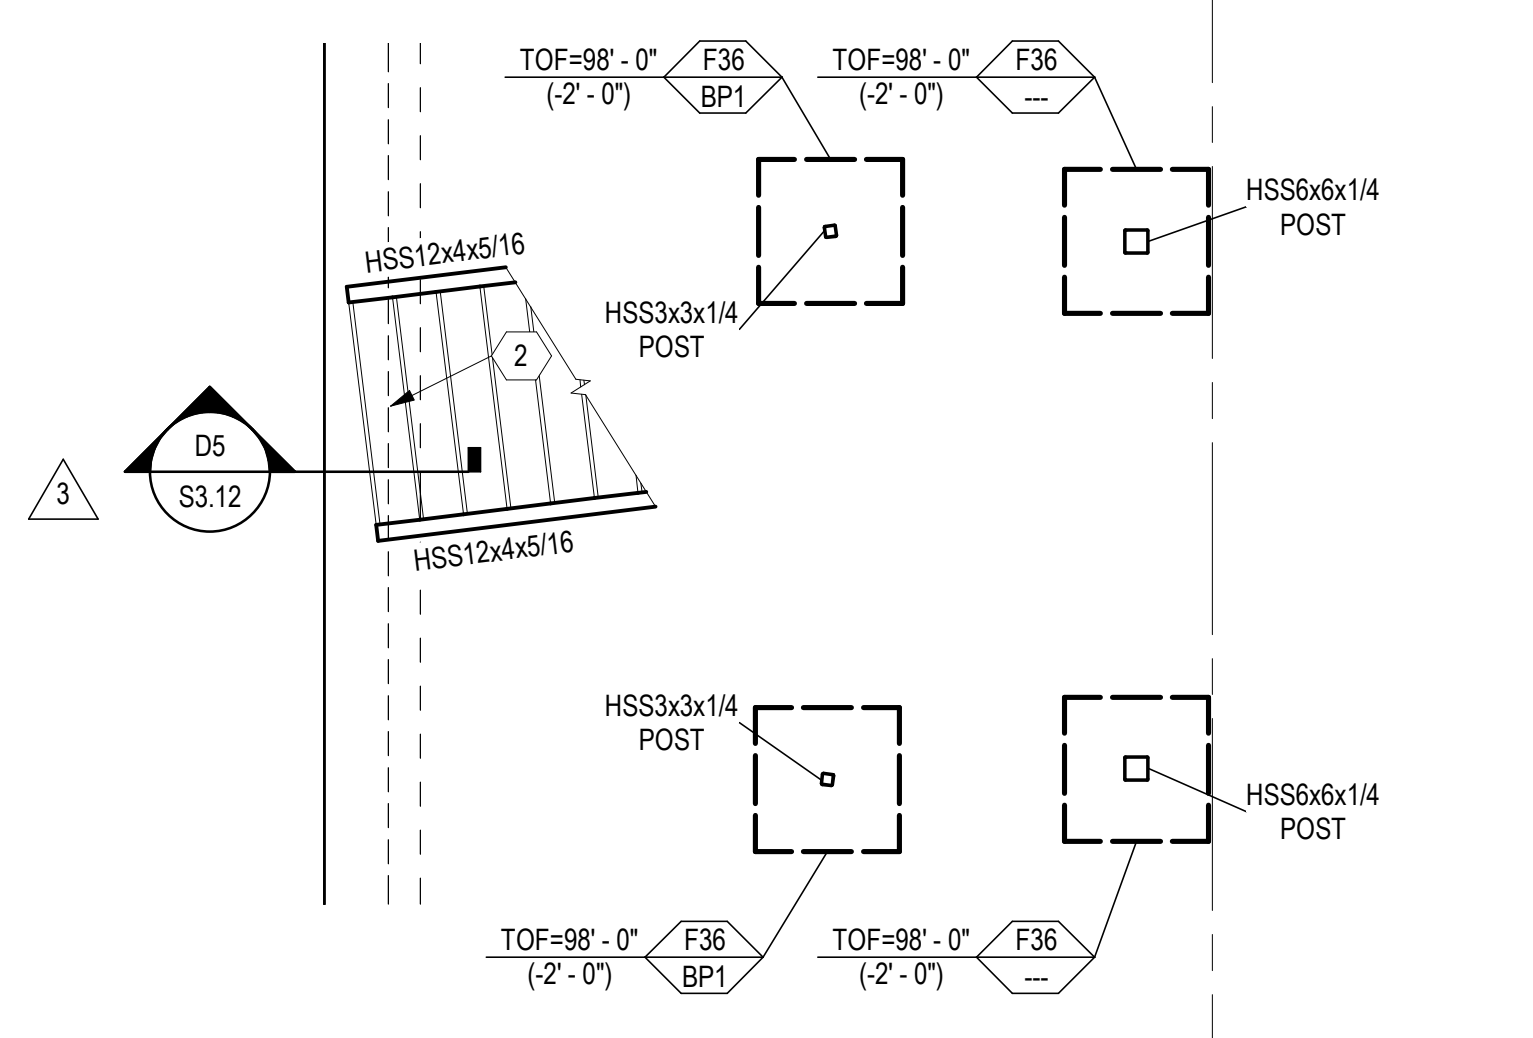 TOF=98' - 0"
(-2' - 0")
F36
BP1
TOF=98' - 0"
(-2' - 0")
F36
---
HSS6x6x1/4
POST
HSS12x4x5/16
HSS3x3x1/4
POST
2
D5
S3.12
3
HSS12x4x5/16
HSS3x3x1/4
POST
HSS6x6x1/4
POST
TOF=98' - 0"
(-2' - 0")
F36
BP1
TOF=98' - 0"
(-2' - 0")
F36
---